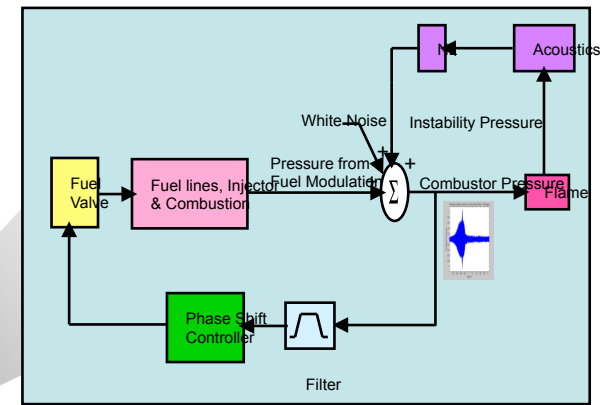 NL
Acoustics
White Noise
Instability Pressure
+
+
Pressure from
Fuel Modulation
+
Σ
Combustor Pressure
Flame
Fuel
Valve
Fuel lines, Injector
& Combustion
Phase Shift
Controller
Filter